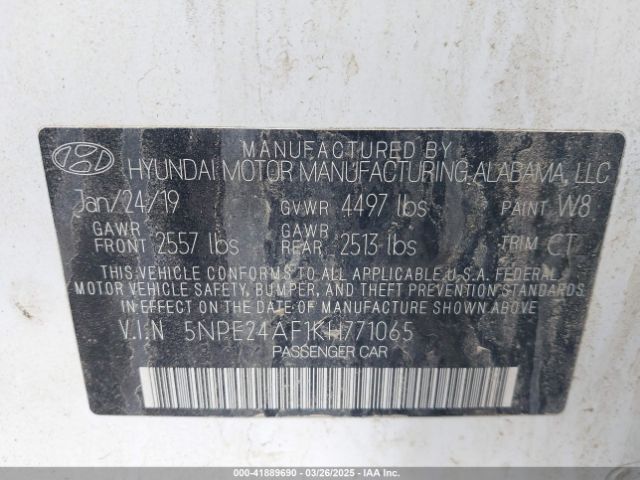 MANUFACTURED BY
HYUNDAI MOTOR MANUFACTURING ALABAMA, LLC
Jan/24/19 GVWR 4497 lbs PAINT W8
GAWR FRONT 2557 lbs GAWR REAR 2513 lbs TRIM CT
THIS VEHICLE CONFORMS TO ALL APPLICABLE U.S.A. FEDERAL
MOTOR VEHICLE SAFETY, BUMPER, AND THEFT PREVENTION STANDARDS
IN EFFECT ON THE DATE OF MANUFACTURE SHOWN ABOVE.
V.I.N 5NPE24AF1KH771065
PASSENGER CAR
000-41889690 - 03/26/2025 - IAA Inc.